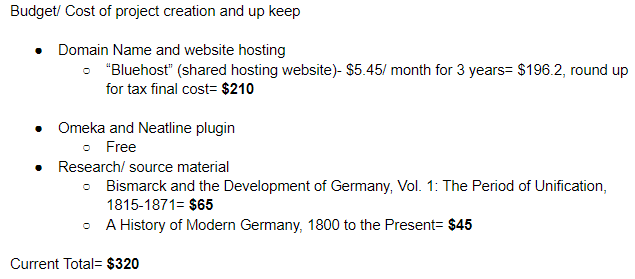 Budget/ Cost of project creation and up keep
● Domain Name and website hosting
○ “Bluehost” (shared hosting website)- $5.45/ month for 3 years= $196.2, round up
for tax final cost= $210
● Omeka and Neatline plugin
○ Free
● Research/ source material
○ Bismarck and the Development of Germany, Vol. 1: The Period of Unification,
1815-1871= $65
○ A History of Modern Germany, 1800 to the Present= $45
Current Total= $320